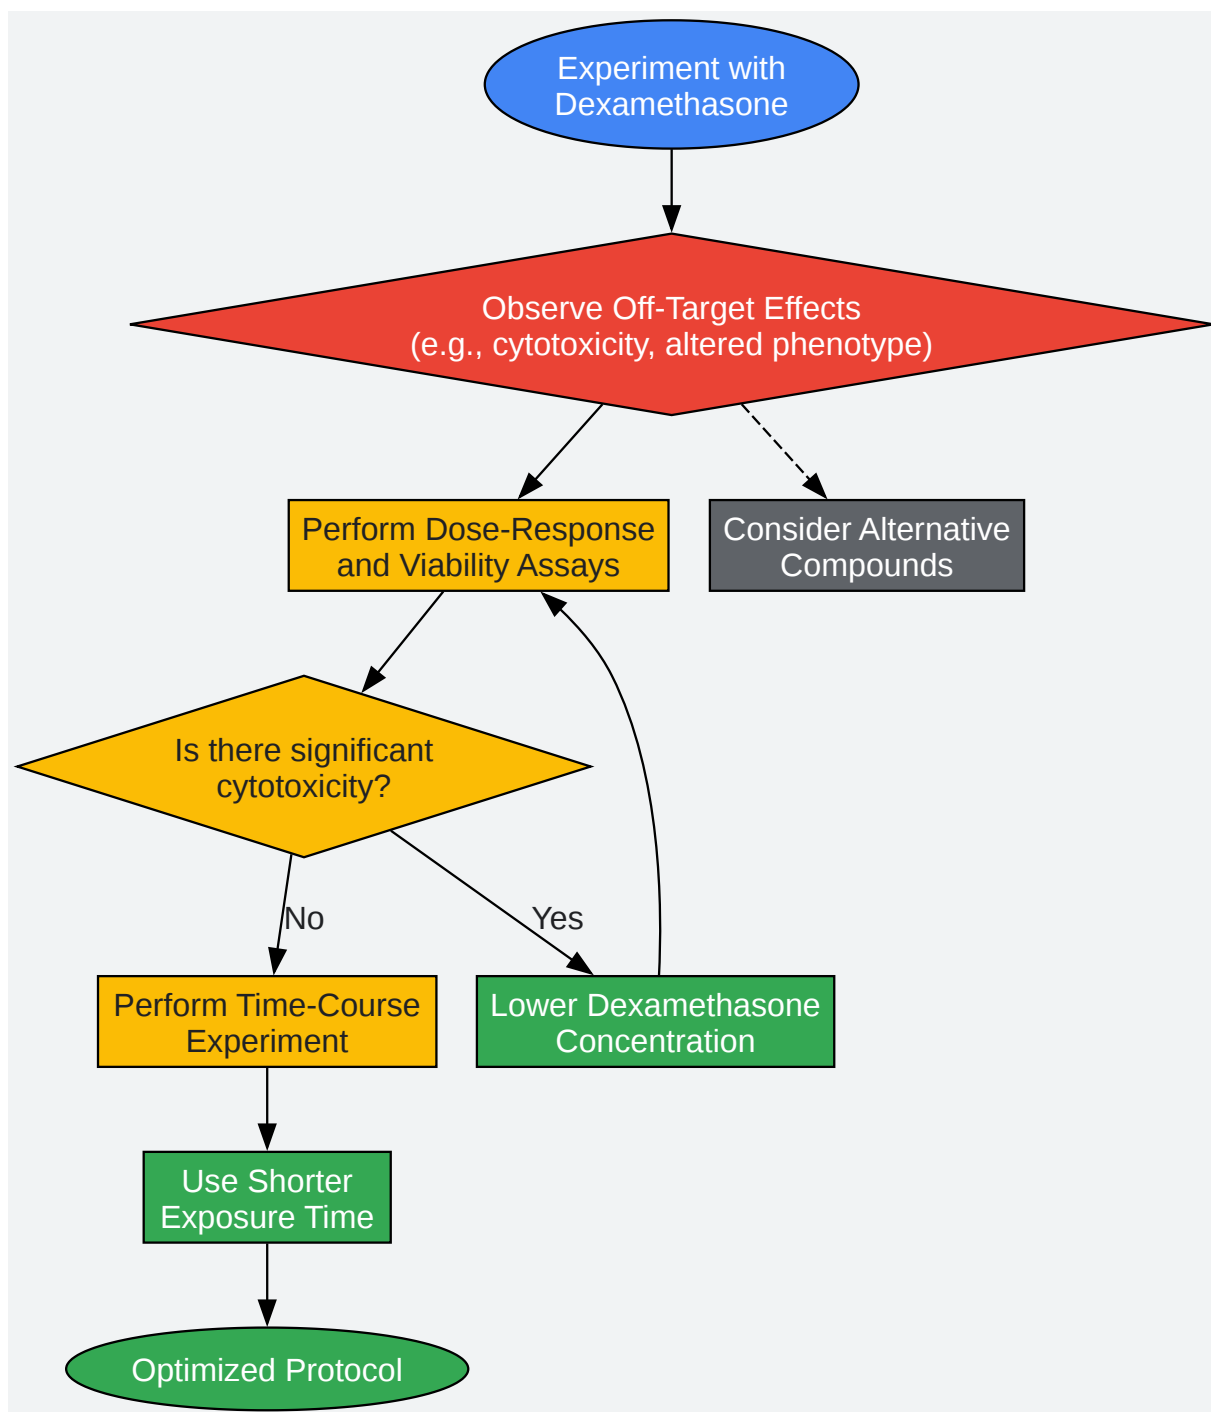 Experiment with
Dexamethasone
Observe Off-Target Effects
(e.g., cytotoxicity, altered phenotype)
Perform Dose-Response
and Viability Assays
Consider Alternative
Compounds
Is there significant
cytotoxicity?
No
Yes
Perform Time-Course
Experiment
Lower Dexamethasone
Concentration
Use Shorter
Exposure Time
Optimized Protocol